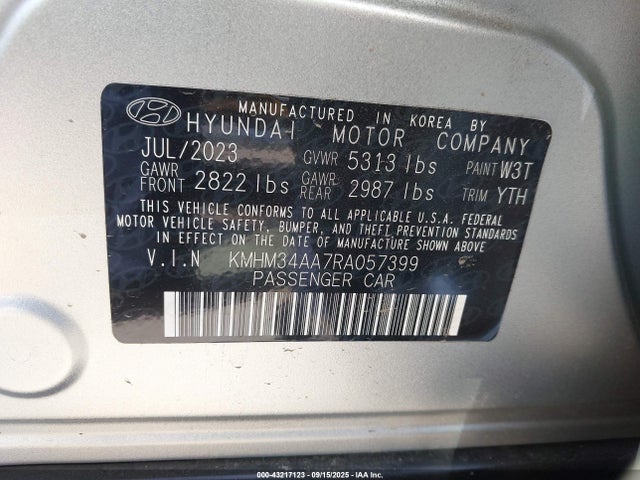 MANUFACTURED IN KOREA BY
HYUNDAI MOTOR COMPANY
JUL/2023 GVWR 5313 lbs PAINT W3T
GAWR FRONT 2822 lbs GAWR REAR 2987 lbs TRIM YTH
THIS VEHICLE CONFORMS TO ALL APPLICABLE U.S.A. FEDERAL
MOTOR VEHICLE SAFETY, BUMPER, AND THEFT PREVENTION STANDARDS
IN EFFECT ON THE DATE OF MANUFACTURE SHOWN ABOVE
V.I.N KMHM34AA7RA057399
PASSENGER CAR
000-43217123 - 09/15/2025 - IAA Inc.